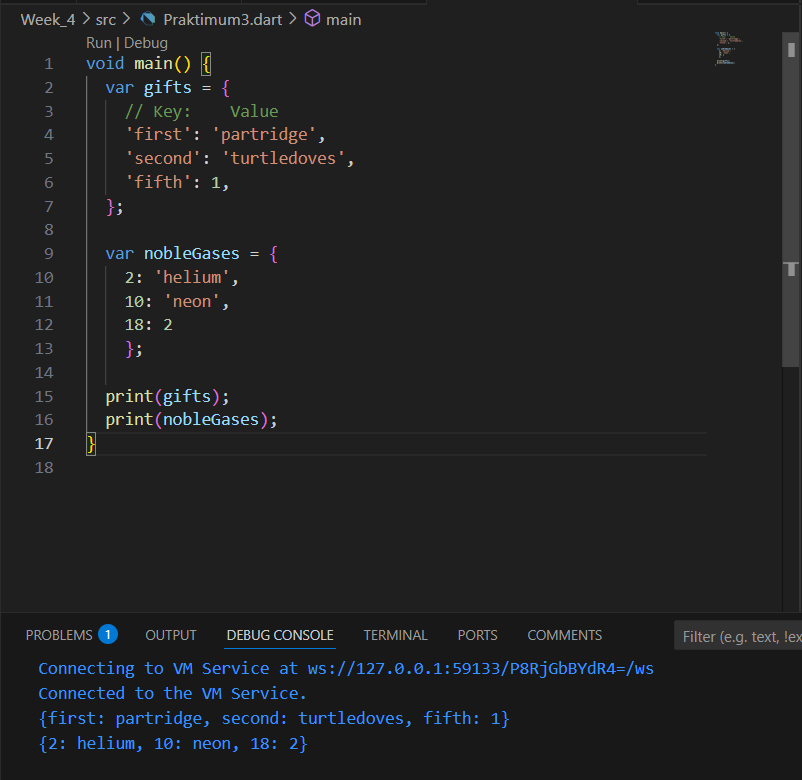 Week_4 > src > Praktimum3.dart > main
Run | Debug
1 void main() {
2 var gifts = {
3 // Key:    Value
4 'first': 'partridge',
5 'second': 'turtledoves',
6 'fifth': 1,
7 };
8
9 var nobleGases = {
10 2: 'helium',
11 10: 'neon',
12 18: 2
13 };
14
15 print(gifts);
16 print(nobleGases);
17 }
18
PROBLEMS 1 OUTPUT DEBUG CONSOLE TERMINAL PORTS COMMENTS Filter (e.g. text, !ex
Connecting to VM Service at ws://127.0.0.1:59133/P8RjGbBYdR4=/ws
Connected to the VM Service.
{first: partridge, second: turtledoves, fifth: 1}
{2: helium, 10: neon, 18: 2}